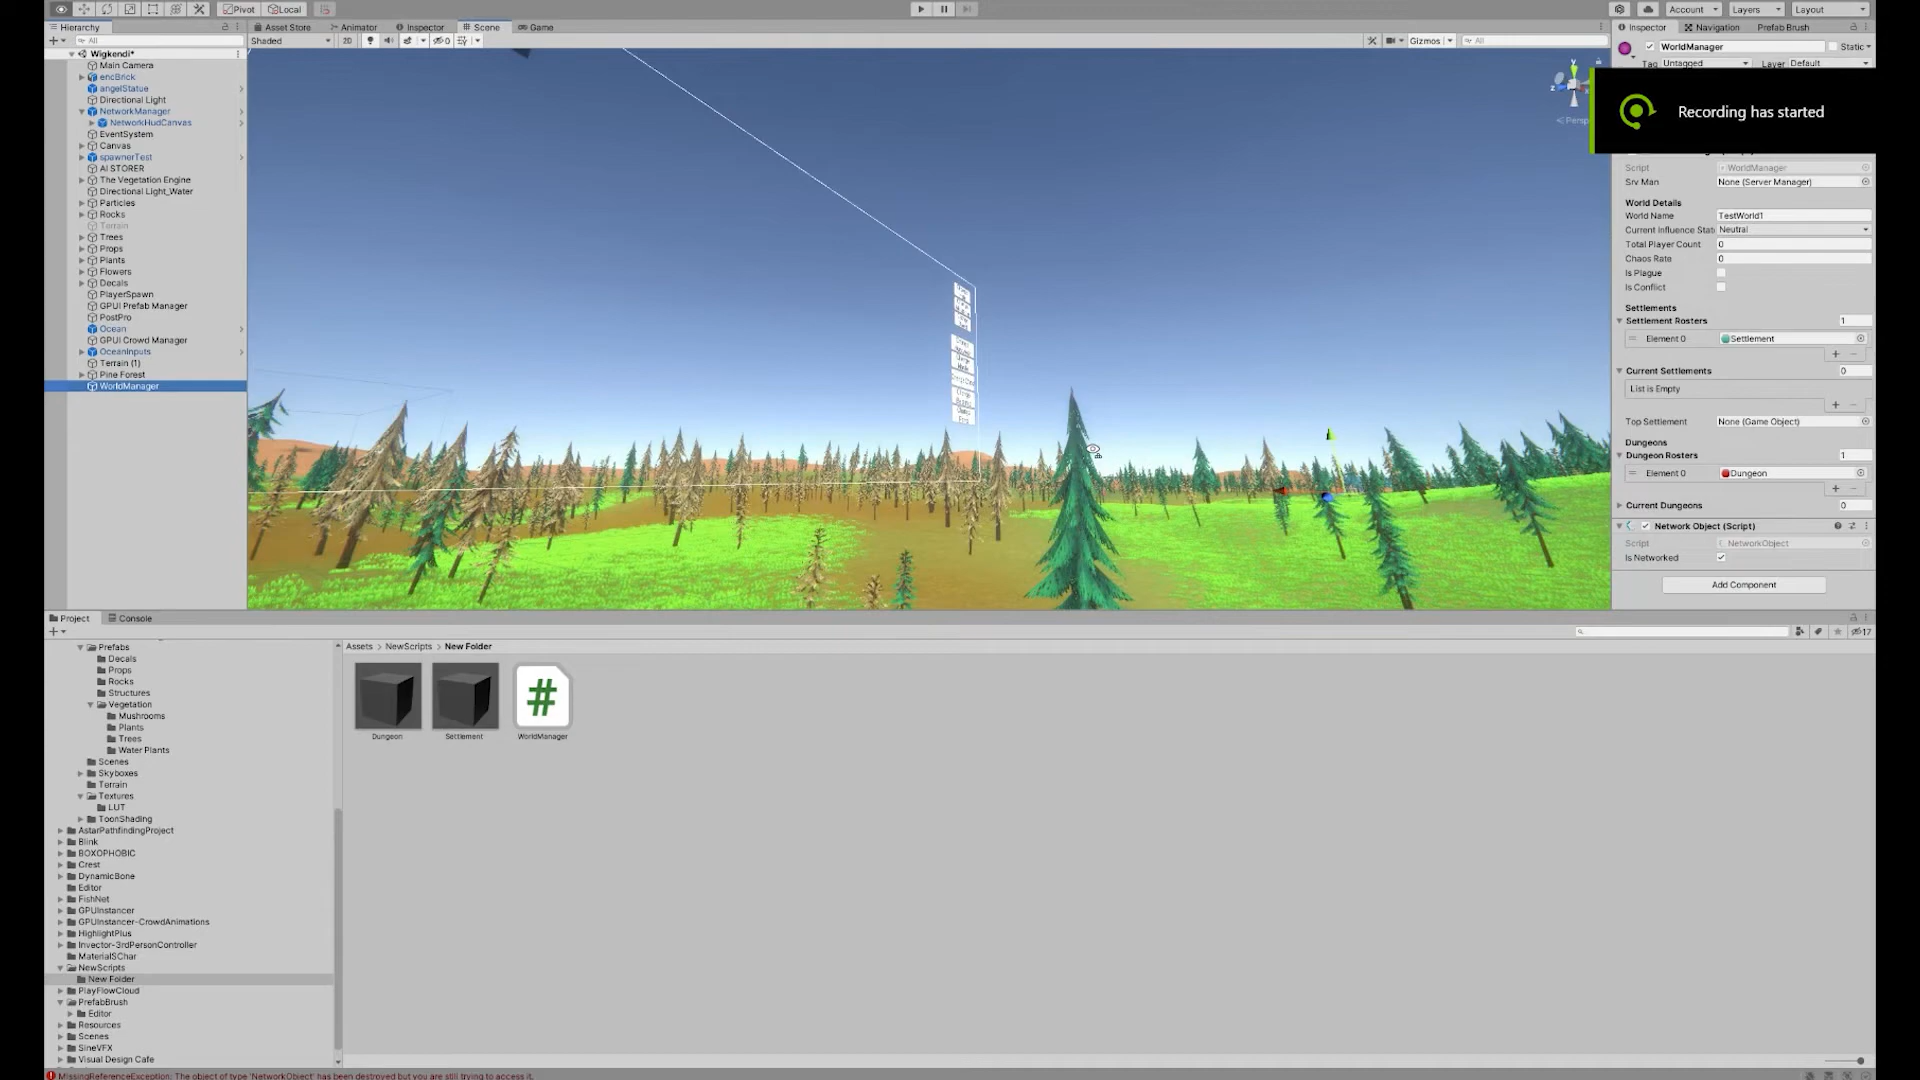 Pivot Local Account Layers Layout
Hierarchy Asset Store Animator Inspector Scene Game Inspector Navigation Prefab Brush
All Shaded 2D 0 Gizmos All WorldManager Static
Wigkendi*
Main Camera Tag Untagged Layer Default
encBrick
angelStatue
Directional Light
NetworkManager Recording has started
NetworkHudCanvas Persp
EventSystem
Canvas
spawnerTest
AI STORER Script WorldManager
The Vegetation Engine Srv Man None (Server Manager)
Directional Light_Water
Particles World Details
Rocks World Name TestWorld1
Terrain Current Influence Stat Neutral
Trees Total Player Count 0
Props Chaos Rate 0
Plants Is Plague
Flowers Is Conflict
Decals
PlayerSpawn
GPUI Prefab Manager Settlements
PostPro Settlement Rosters 1
Ocean Element 0 Settlement
GPUI Crowd Manager
OceanInputs
Terrain (1) Current Settlements 0
Pine Forest List is Empty
WorldManager
Top Settlement None (Game Object)
Dungeons
Dungeon Rosters 1
Element 0 Dungeon
Current Dungeons 0
Network Object (Script)
Script NetworkObject
Is Networked
Add Component
Project Console
17
Assets > NewScripts > New Folder
Prefabs
Decals
Props
Rocks
Structures
Vegetation
Mushrooms
Plants
Trees Dungeon Settlement WorldManager
Water Plants
Scenes
Skyboxes
Terrain
Textures
LUT
ToonShading
AstarPathfindingProject
Blink
BOXOPHOBIC
Crest
DynamicBone
Editor
FishNet
GPUInstancer
GPUInstancer-CrowdAnimations
HighlightPlus
Invector-3rdPersonController
MaterialSChar
NewScripts
New Folder
PlayFlowCloud
PrefabBrush
Editor
Resources
Scenes
SineVFX
Visual Design Cafe
MissingReferenceException: The object of type 'NetworkObject' has been destroyed but you are still trying to access it.